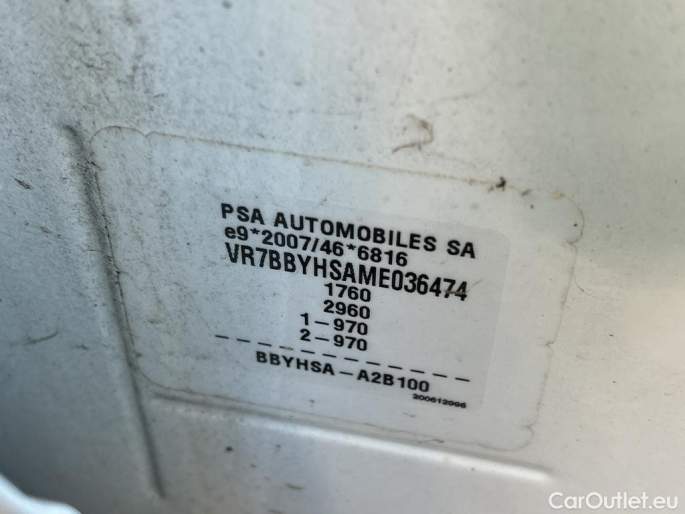 PSA AUTOMOBILES SA
e9*2007/46*6816
VR7BBYHSAME036474
1760
2960
1-970
2-970
BBYHSA-A2B100
CarOutlet.eu